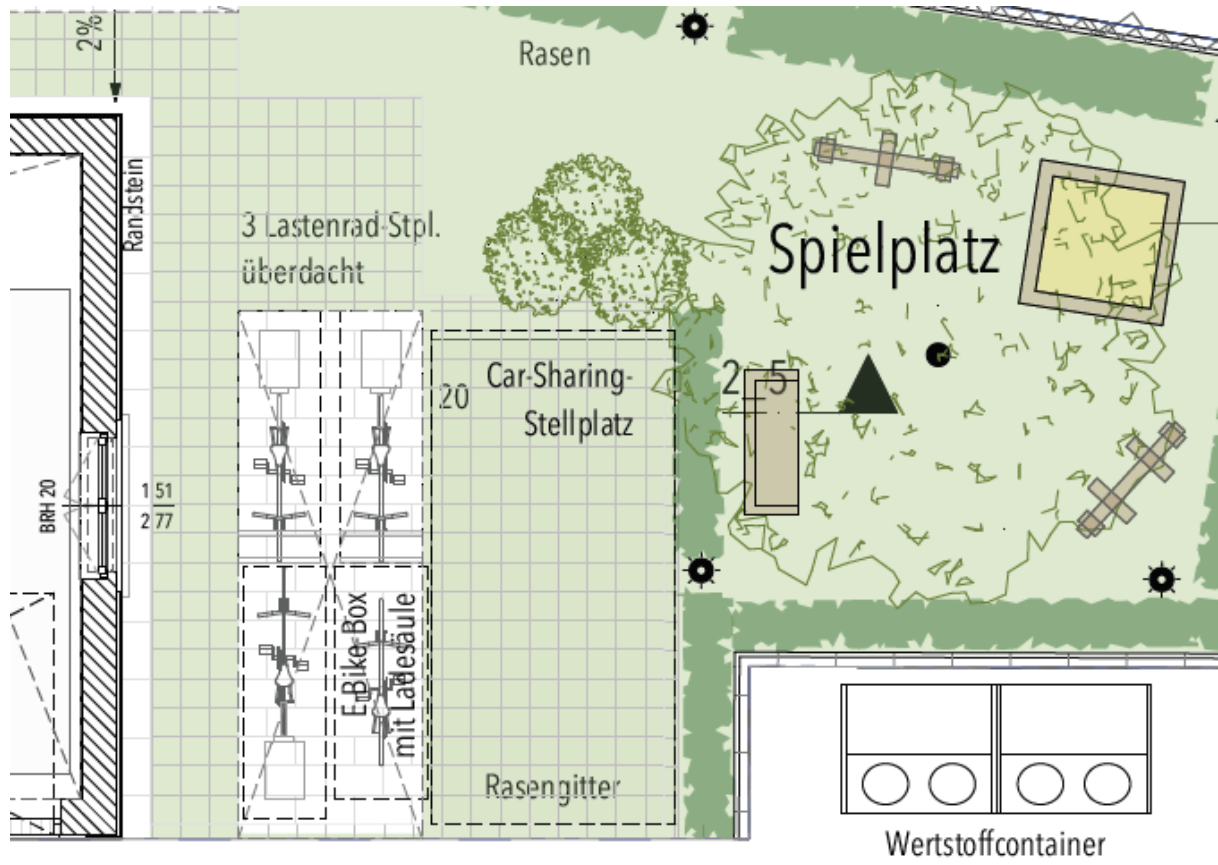 2%
Rasen
Randstein
3 Lastenrad-Stpl.
überdacht
Spielplatz
20
Car-Sharing-
Stellplatz
2 5
BRH 20
1 51
2 77
E-Bike-Box
mit Ladesäule
Rasengitter
Wertstoffcontainer